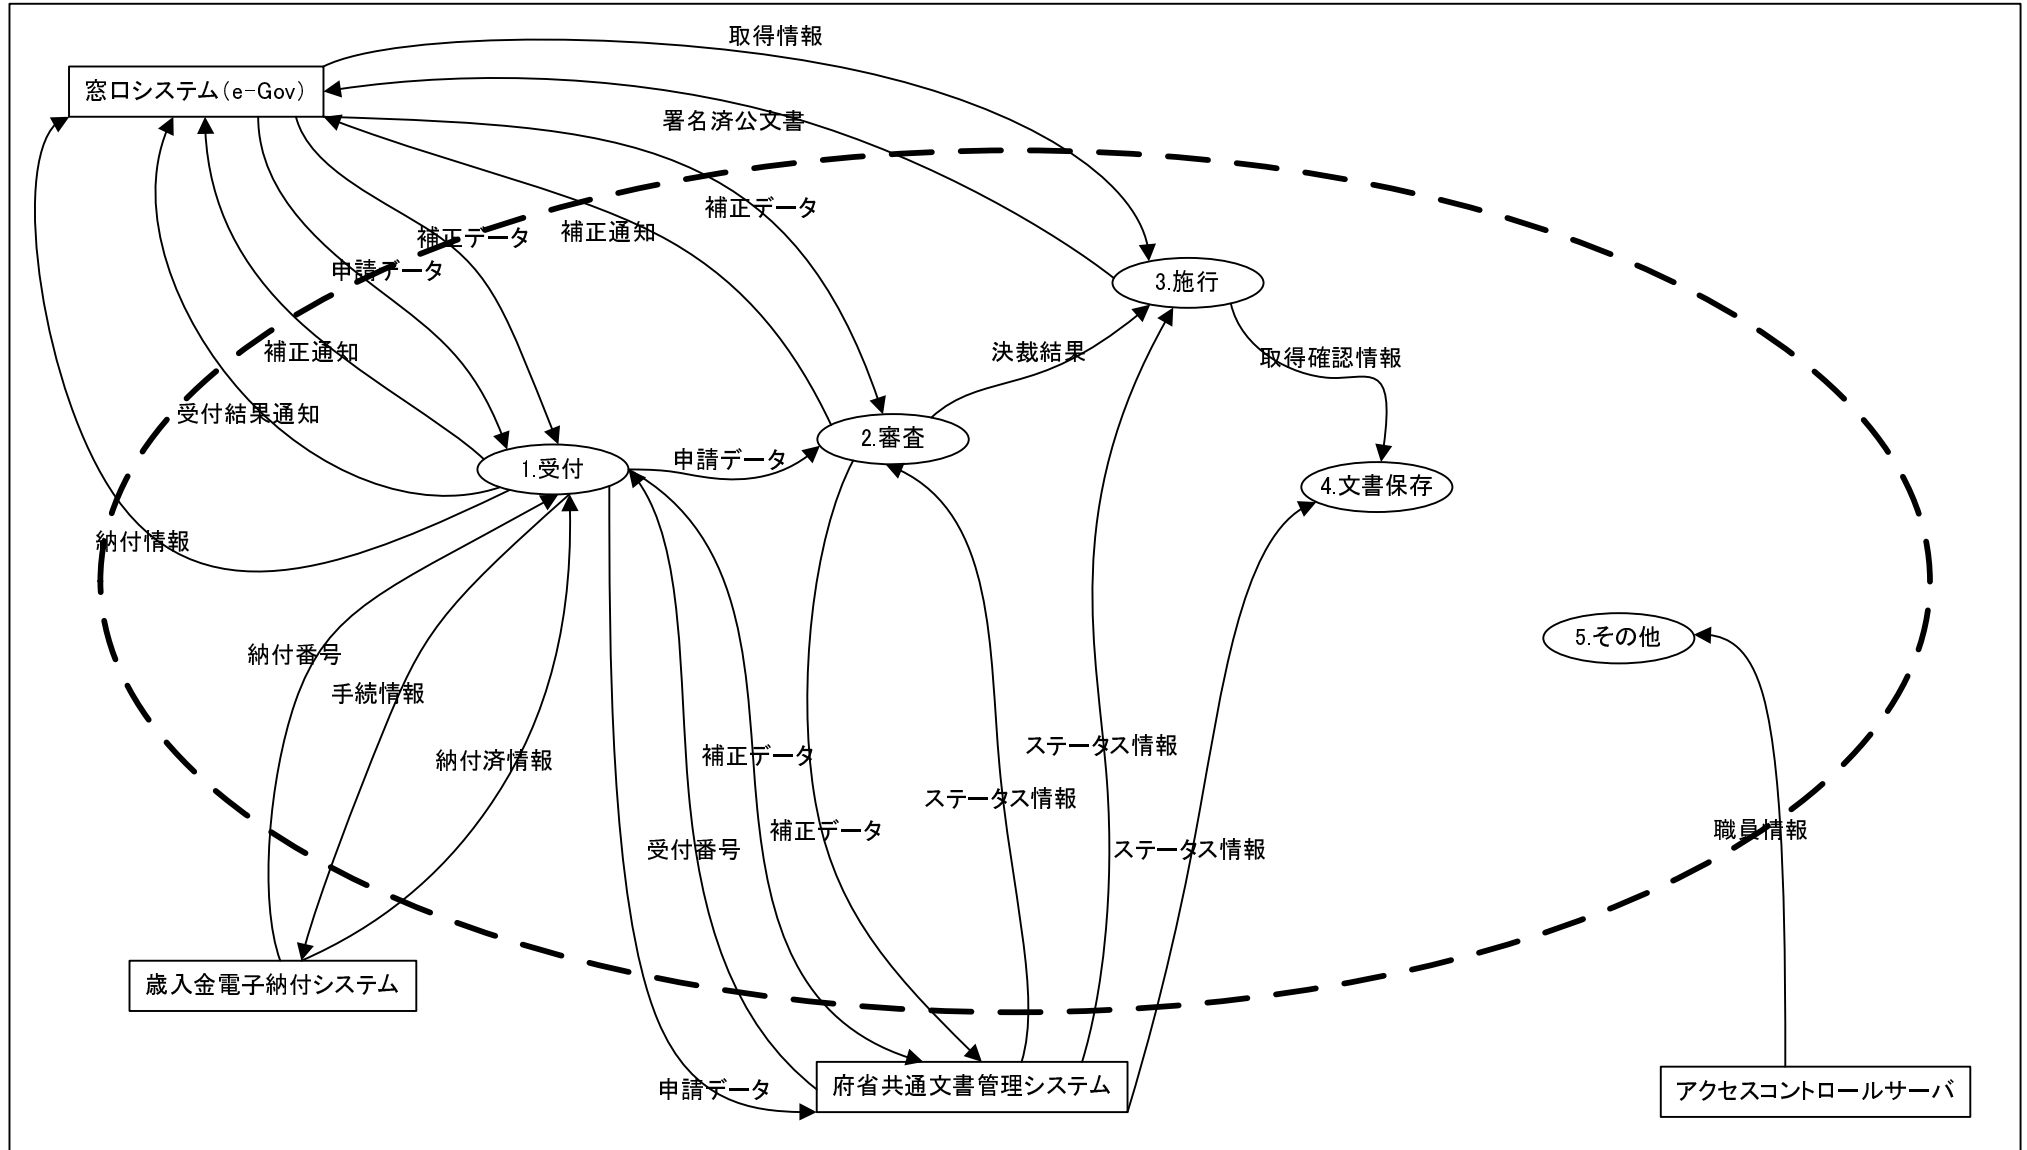 取得情報
窓口システム(e-Gov)
署名済公文書
補正データ
補正通知
補正データ
申請データ
3.施行
補正通知
決裁結果
取得確認情報
受付結果通知
2.審査
申請データ
1.受付
4.文書保存
納付情報
5.その他
納付番号
手続情報
ステータス情報
補正データ
納付済情報
ステータス情報
補正データ
職員情報
受付番号
ステータス情報
歳入金電子納付システム
府省共通文書管理システム
申請データ
アクセスコントロールサーバ